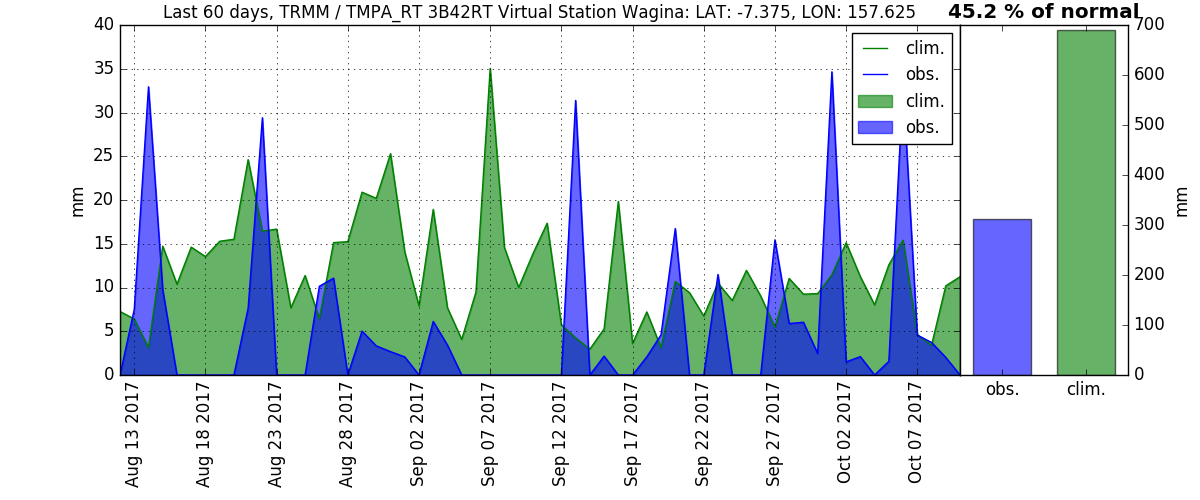 Last 60 days, TRMM / TMPA_RT 3B42RT Virtual Station Wagina: LAT: -7.375, LON: 157.625
45.2 % of normal
40
35
30
25
20
15
10
5
0
mm
clim.
obs.
clim.
obs.
Aug 13 2017
Aug 18 2017
Aug 23 2017
Aug 28 2017
Sep 02 2017
Sep 07 2017
Sep 12 2017
Sep 17 2017
Sep 22 2017
Sep 27 2017
Oct 02 2017
Oct 07 2017
700
600
500
400
300
200
100
0
mm
obs.
clim.